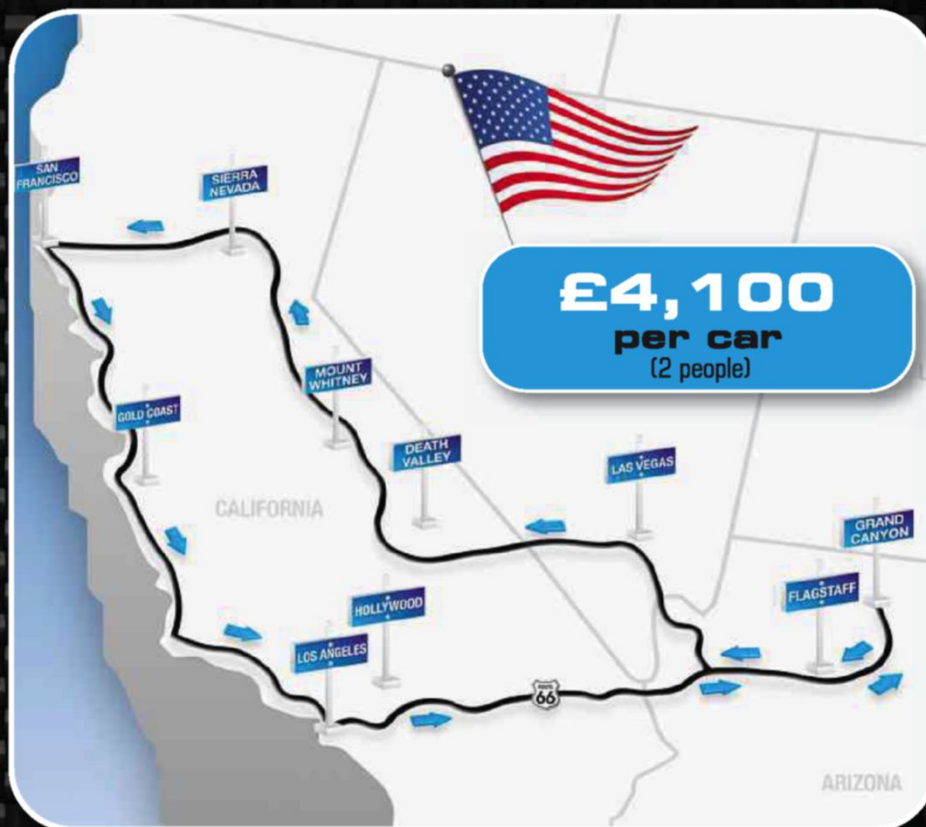 SAN
FRANCISCO
SIERRA
NEVADA
£4,100
per car
(2 people)
MOUNT
WHITNEY
GOLD COAST
DEATH
VALLEY
LAS VEGAS
CALIFORNIA
GRAND
CANYON
FLAGSTAFF
HOLLYWOOD
LOS ANGELES
ROUTE
66
ARIZONA